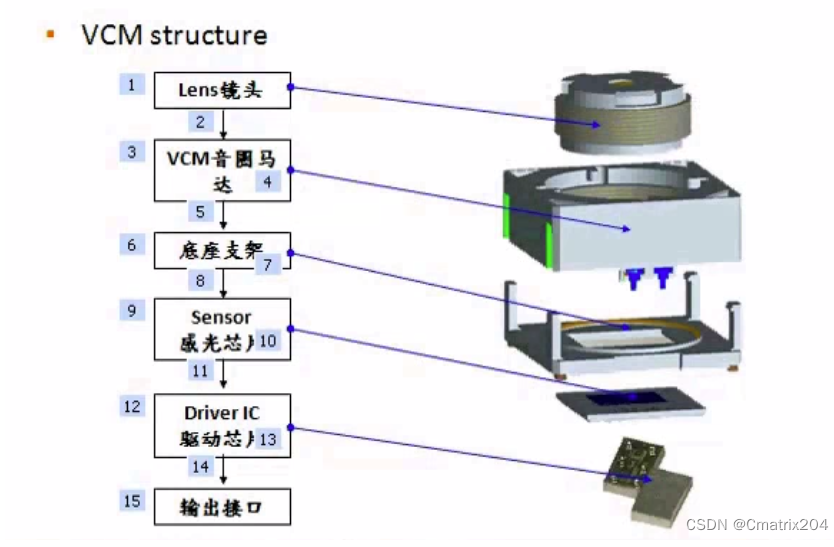 VCM structure
1
Lens镜头
2
3
VCM音圈马
达
4
5
6
底座支架
7
8
9
Sensor
感光芯片
10
11
12
Driver IC
驱动芯片
13
14
15
输出接口
CSDN @Cmatrix204